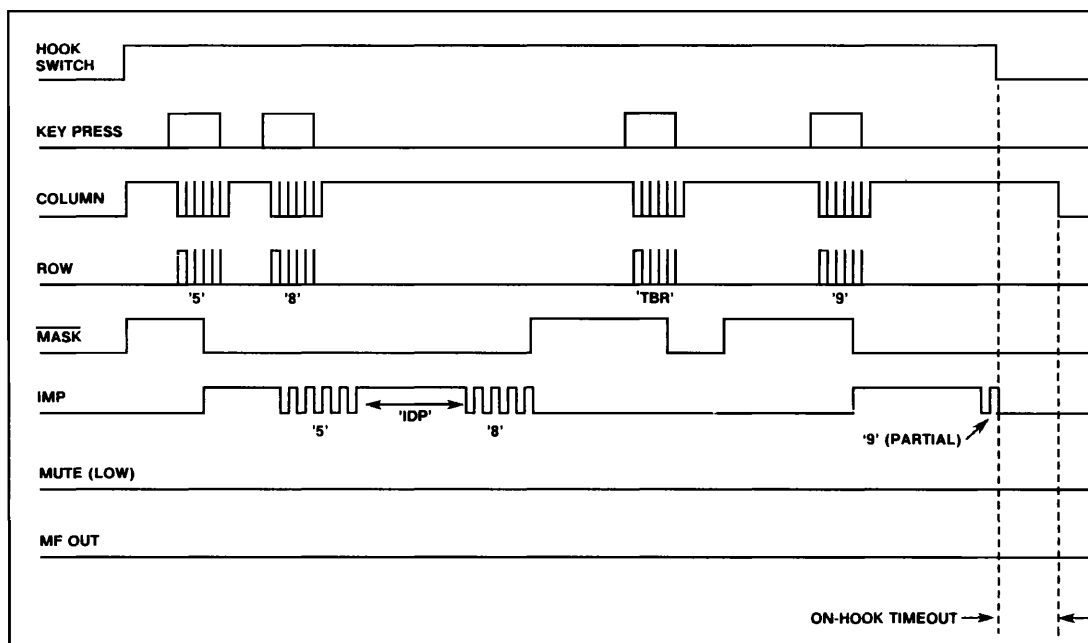 HOOK
SWITCH
KEY PRESS
COLUMN
ROW
'5' '8' 'TBR' '9'
MASK
IMP
'IDP'
'5' '8'
'9' (PARTIAL)
MUTE (LOW)
MF OUT
ON-HOOK TIMEOUT